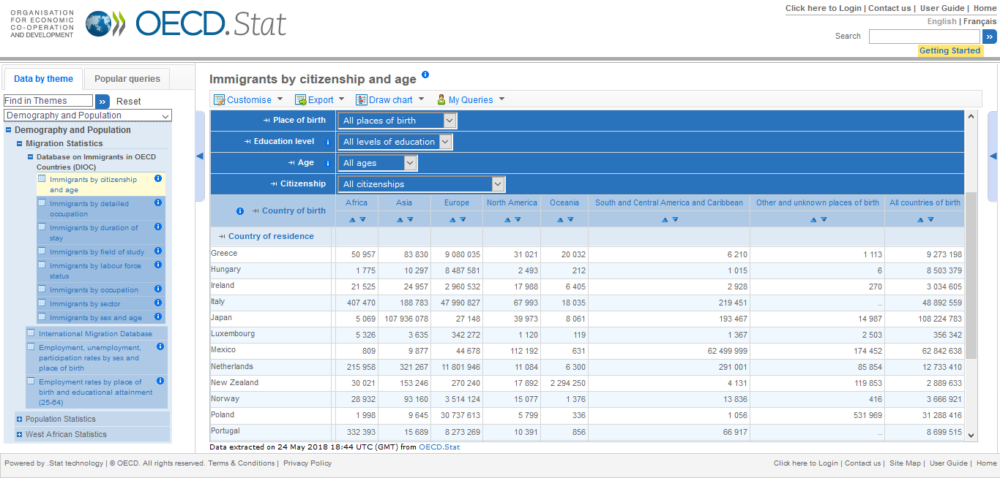 ORGANISATION
FOR ECONOMIC
CO-OPERATION
AND DEVELOPMENT
OECD.Stat
Click here to Login | Contact us | User Guide | Home
English | Français
Search
»
Getting Started
Data by theme
Popular queries
Find in Themes
»
Reset
Demography and Population
Demography and Population
Migration Statistics
Database on Immigrants in OECD
Countries (DIOC)
Immigrants by citizenship
and age
Immigrants by detailed
occupation
Immigrants by duration of
stay
Immigrants by field of study
Immigrants by labour force
status
Immigrants by occupation
Immigrants by sector
Immigrants by sex and age
International Migration Database
Employment, unemployment,
participation rates by sex and
place of birth
Employment rates by place of
birth and educational attainment
(25-64)
Population Statistics
West African Statistics
Immigrants by citizenship and age
Customise Export Draw chart My Queries
Place of birth All places of birth
Education level All levels of education
Age All ages
Citizenship All citizenships
Country of birth Africa Asia Europe North America Oceania South and Central America and Caribbean Other and unknown places of birth All countries of birth
Country of residence
Greece 50 957 83 830 9 080 035 31 021 20 032 6 210 1 113 9 273 198
Hungary 1 775 10 297 8 487 581 2 493 212 1 015 6 8 503 379
Ireland 21 525 24 957 2 960 532 17 988 6 405 2 928 270 3 034 605
Italy 407 470 188 783 47 990 827 67 993 18 035 219 451 .. 48 892 559
Japan 5 069 107 936 078 27 148 39 973 8 061 193 467 14 987 108 224 783
Luxembourg 5 326 3 635 342 272 1 120 119 1 367 2 503 356 342
Mexico 809 9 877 44 678 112 192 631 62 499 999 174 452 62 842 638
Netherlands 215 958 321 267 11 801 946 11 084 6 300 291 001 85 854 12 733 410
New Zealand 30 021 153 246 270 240 17 892 2 294 250 4 131 119 853 2 889 633
Norway 28 932 93 160 3 514 124 15 077 1 376 13 836 416 3 666 921
Poland 1 998 9 645 30 737 613 5 799 336 1 056 531 969 31 288 416
Portugal 332 393 15 689 8 273 269 10 391 856 66 917 .. 8 699 515
Data extracted on 24 May 2018 18:44 UTC (GMT) from OECD.Stat
Powered by .Stat technology | © OECD. All rights reserved. Terms & Conditions | Privacy Policy
Click here to Login | Contact us | Site Map | User Guide | Home